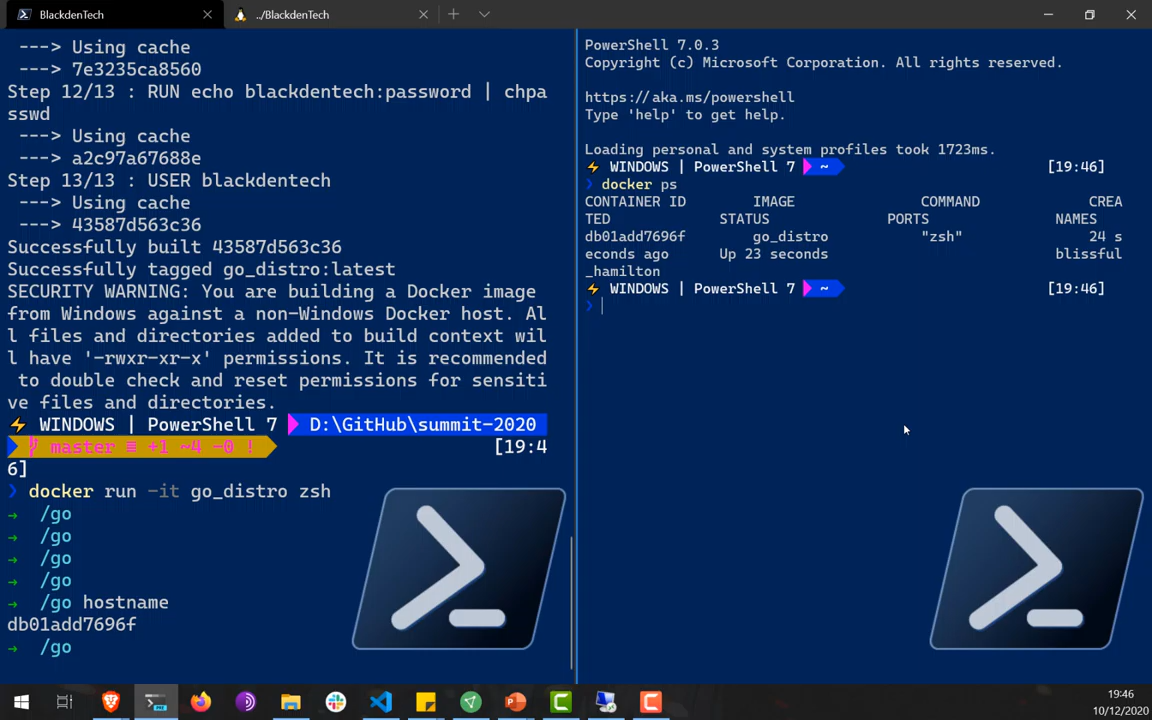 BlackdenTech
../BlackdenTech
---> Using cache
---> 7e3235ca8560
Step 12/13 : RUN echo blackdentech:password | chpa
sswd
---> Using cache
---> a2c97a67688e
Step 13/13 : USER blackdentech
---> Using cache
---> 43587d563c36
Successfully built 43587d563c36
Successfully tagged go_distro:latest
SECURITY WARNING: You are building a Docker image
from Windows against a non-Windows Docker host. Al
l files and directories added to build context wil
l have '-rwxr-xr-x' permissions. It is recommended
to double check and reset permissions for sensiti
ve files and directories.
⚡ WINDOWS | PowerShell 7 D:\GitHub\summit-2020
master ≡ +1 ~4 -0 ! [19:4
6]
❯ docker run -it go_distro zsh
→ /go
→ /go
→ /go
→ /go
→ /go hostname
db01add7696f
→ /go
PowerShell 7.0.3
Copyright (c) Microsoft Corporation. All rights reserved.
https://aka.ms/powershell
Type 'help' to get help.
Loading personal and system profiles took 1723ms.
⚡ WINDOWS | PowerShell 7 ~ [19:46]
❯ docker ps
CONTAINER ID IMAGE COMMAND CREA
TED STATUS PORTS NAMES
db01add7696f go_distro "zsh" 24 s
econds ago Up 23 seconds blissful
_hamilton
⚡ WINDOWS | PowerShell 7 ~ [19:46]
❯
19:46
10/12/2020